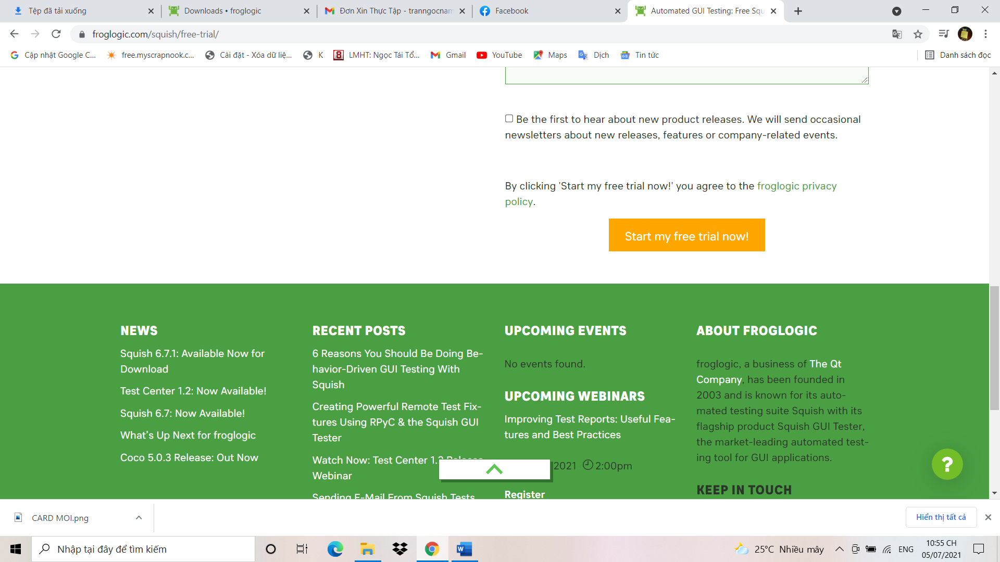 Tệp đã tải xuống
Downloads • froglogic
Đơn Xin Thực Tập - tranngocnam
Facebook
Automated GUI Testing: Free Squ
froglogic.com/squish/free-trial/
Cập nhật Google C...
free.myscrapnook.c...
Cài đặt - Xóa dữ liệ...
K
LMHT: Ngọc Tái Tổ...
Gmail
YouTube
Maps
Dịch
Tin tức
Danh sách đọc
Be the first to hear about new product releases. We will send occasional
newsletters about new releases, features or company-related events.
By clicking 'Start my free trial now!' you agree to the froglogic privacy
policy.
Start my free trial now!
NEWS
Squish 6.7.1: Available Now for
Download
Test Center 1.2: Now Available!
Squish 6.7: Now Available!
What's Up Next for froglogic
Coco 5.0.3 Release: Out Now
RECENT POSTS
6 Reasons You Should Be Doing Be-
havior-Driven GUI Testing With
Squish
Creating Powerful Remote Test Fix-
tures Using RPyC & the Squish GUI
Tester
Watch Now: Test Center 1.2 Release
Webinar
Sending E-Mail From Squish Tests
UPCOMING EVENTS
No events found.
UPCOMING WEBINARS
Improving Test Reports: Useful Fea-
tures and Best Practices
2021 2:00pm
Register
ABOUT FROGLOGIC
froglogic, a business of The Qt
Company, has been founded in
2003 and is known for its auto-
mated testing suite Squish with its
flagship product Squish GUI Tester,
the market-leading automated test-
ing tool for GUI applications.
KEEP IN TOUCH
?
CARD MOI.png
Hiển thị tất cả
Nhập tại đây để tìm kiếm
25°C Nhiều mây
ENG
10:55 CH
05/07/2021